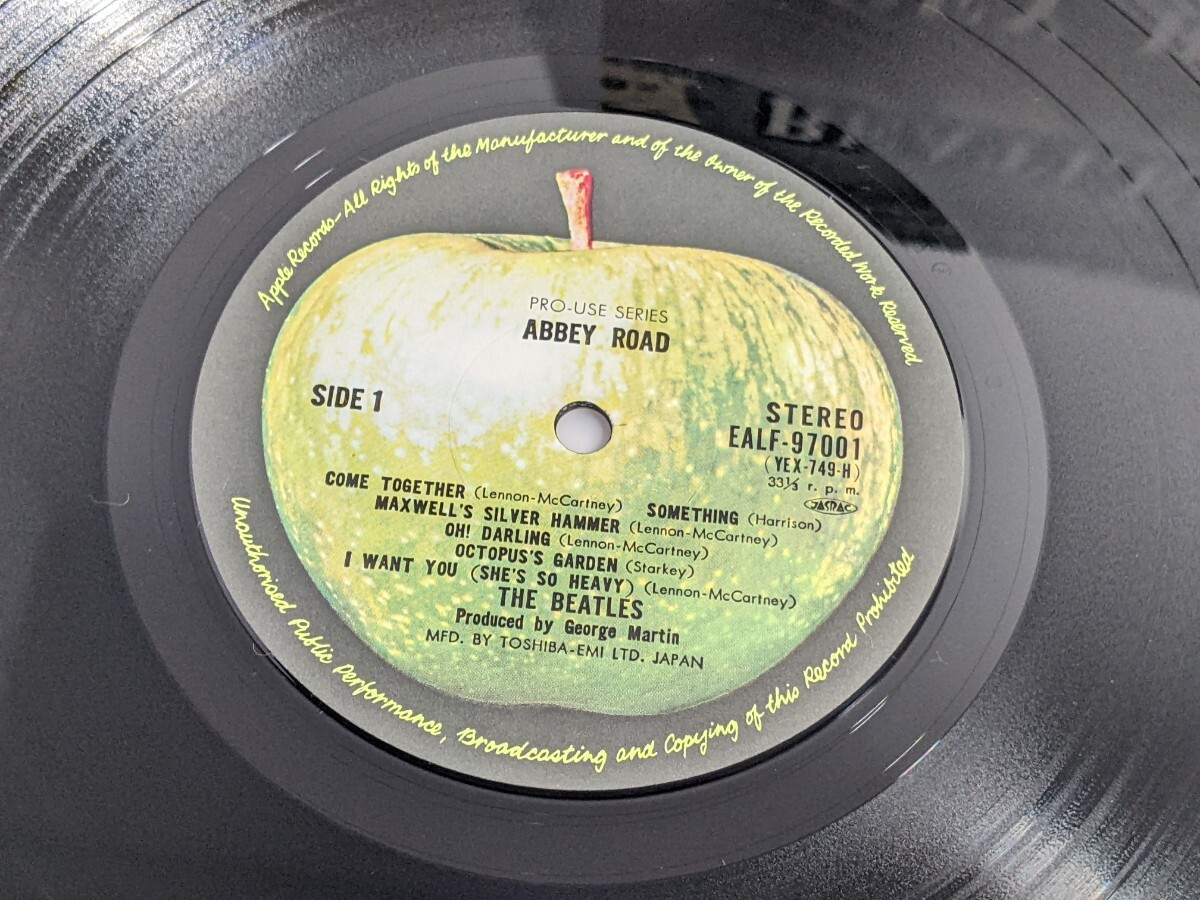 Apple Records-All Rights of the Manufacturer and of the Owner of the Recorded Work Reserved
PRO-USE SERIES
ABBEY ROAD
SIDE 1
STEREO
EALF-97001
(YEX-749-H)
33⅓ r. p. m.
JASRAC
COME TOGETHER (Lennon-McCartney) SOMETHING (Harrison)
MAXWELL'S SILVER HAMMER (Lennon-McCartney)
OH! DARLING (Lennon-McCartney)
OCTOPUS'S GARDEN (Starkey)
I WANT YOU (SHE'S SO HEAVY) (Lennon-McCartney)
THE BEATLES
Produced by George Martin
MFD. BY TOSHIBA-EMI LTD. JAPAN
Unauthorised Public Performance, Broadcasting and Copying of this Record Prohibited